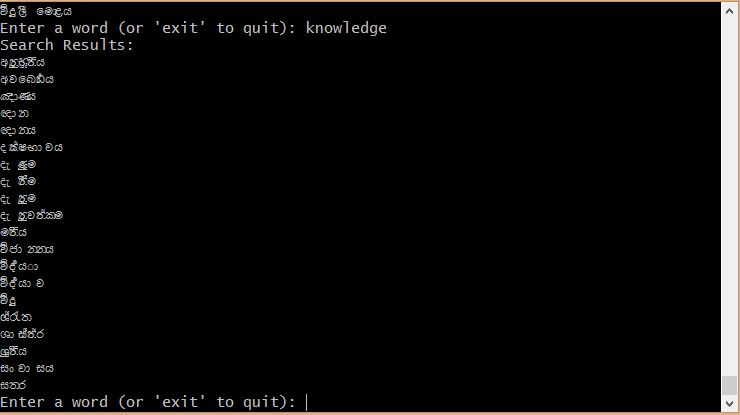 විදුලි මොළය
Enter a word (or 'exit' to quit): knowledge
Search Results:
අනුභූතිය
අවබෝධය
ඤාණය
ඥාන
ඥානය
දක්ෂභාවය
දැණුම
දැනීම
දැනුම
දැනුවත්කම
මතිය
විජානනය
විද්යා
විද්යාව
විදු
ශාස්ත්ර
ශ්රැතිය
සංවාසය
සතර
Enter a word (or 'exit' to quit):